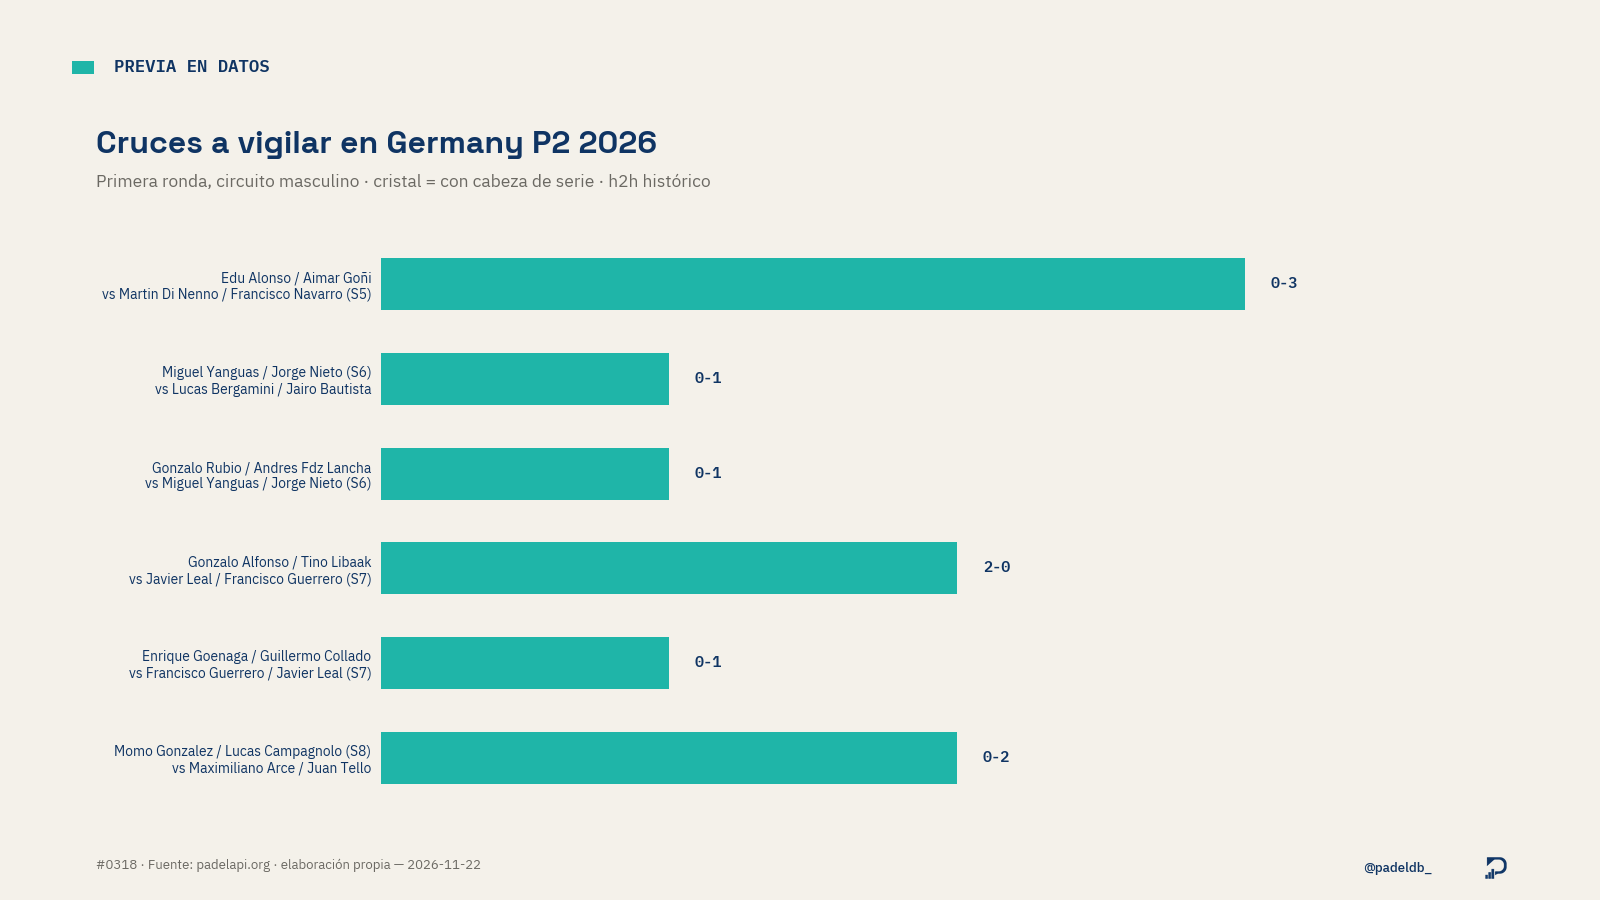 PREVIA EN DATOS
Cruces a vigilar en Germany P2 2026
Primera ronda, circuito masculino · cristal = con cabeza de serie · h2h histórico
Edu Alonso / Aimar Goñi
vs Martin Di Nenno / Francisco Navarro (S5)
0-3
Miguel Yanguas / Jorge Nieto (S6)
vs Lucas Bergamini / Jairo Bautista
0-1
Gonzalo Rubio / Andres Fdz Lancha
vs Miguel Yanguas / Jorge Nieto (S6)
0-1
Gonzalo Alfonso / Tino Libaak
vs Javier Leal / Francisco Guerrero (S7)
2-0
Enrique Goenaga / Guillermo Collado
vs Francisco Guerrero / Javier Leal (S7)
0-1
Momo Gonzalez / Lucas Campagnolo (S8)
vs Maximiliano Arce / Juan Tello
0-2
#0318 · Fuente: padelapi.org · elaboración propia — 2026-11-22
@padeldb_